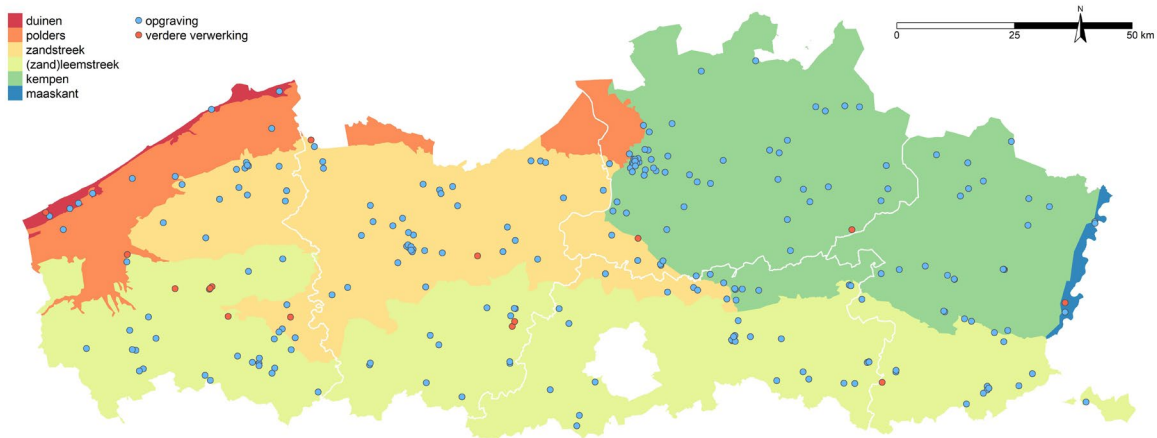 duinen
polders
zandstreek
(zand)leemstreek
kempen
maaskant
opgraving
verdere verwerking
N
0 25 50 km